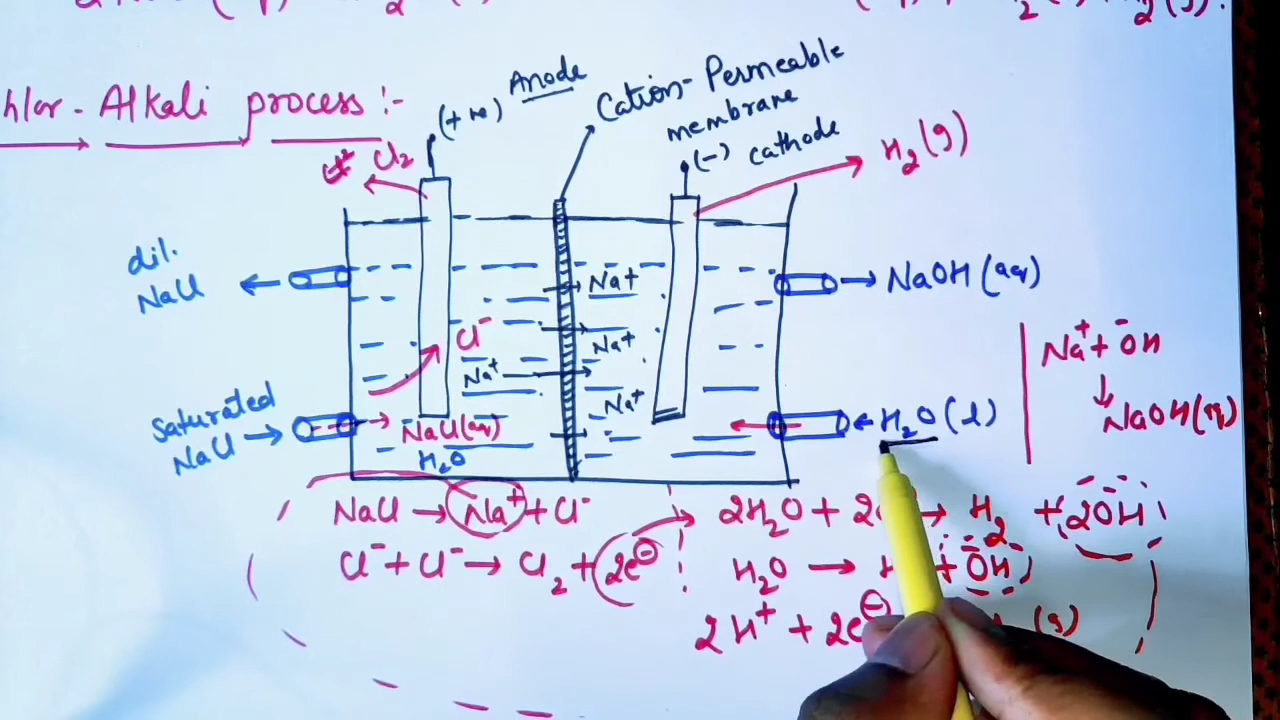 hlor-Alkali process :-
(+ve) Anode
Cation-Permeable
membrane
(-) cathode
Cl2
H2(g)
dil.
NaCl
Na+
NaOH(aq)
Cl-
Na+
Na+
Na+ + OH-
↓
NaOH(aq)
Na+
Saturated
NaCl →
NaCl(aq)
H2O
← H2O(l)
NaCl → Na+ + Cl-
2H2O + 2 → H2 + 2OH-
Cl- + Cl- → Cl2 + 2e⊖
H2O → H + OH-
2H+ + 2e⊖ (g)